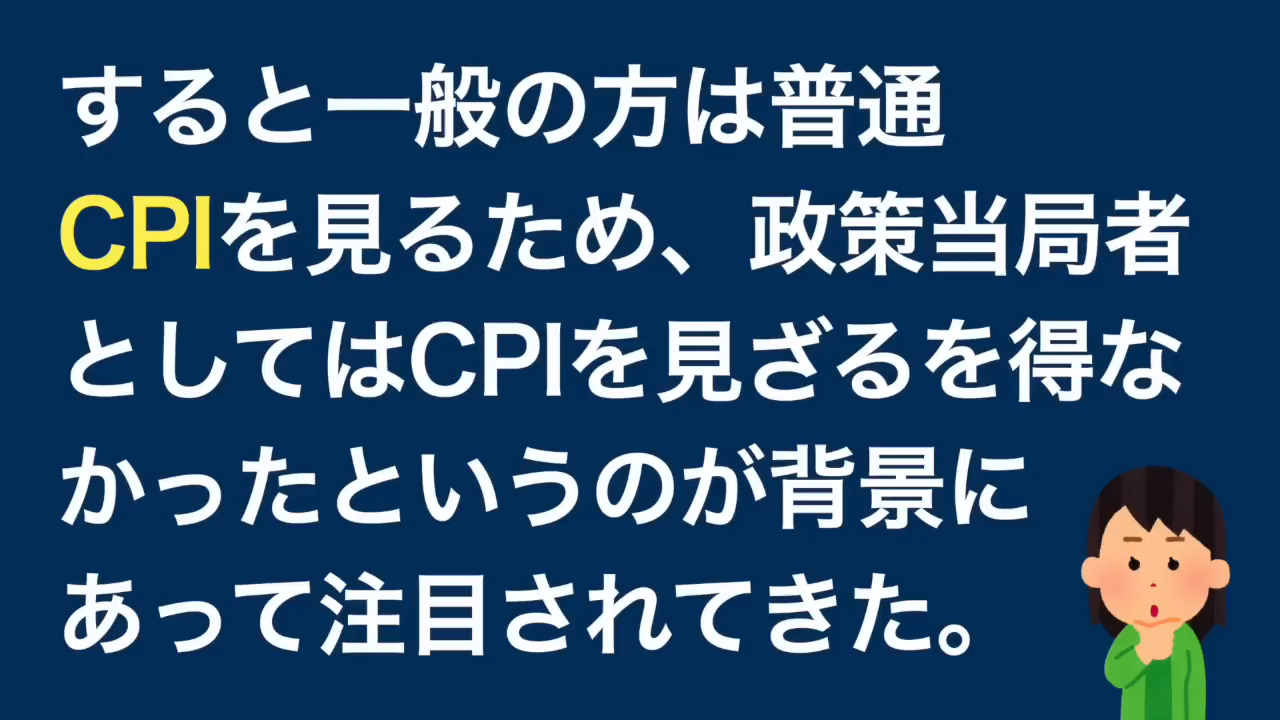 すると一般の方は普通
CPIを見るため、政策当局者
としてはCPIを見ざるを得な
かったというのが背景に
あって注目されてきた。